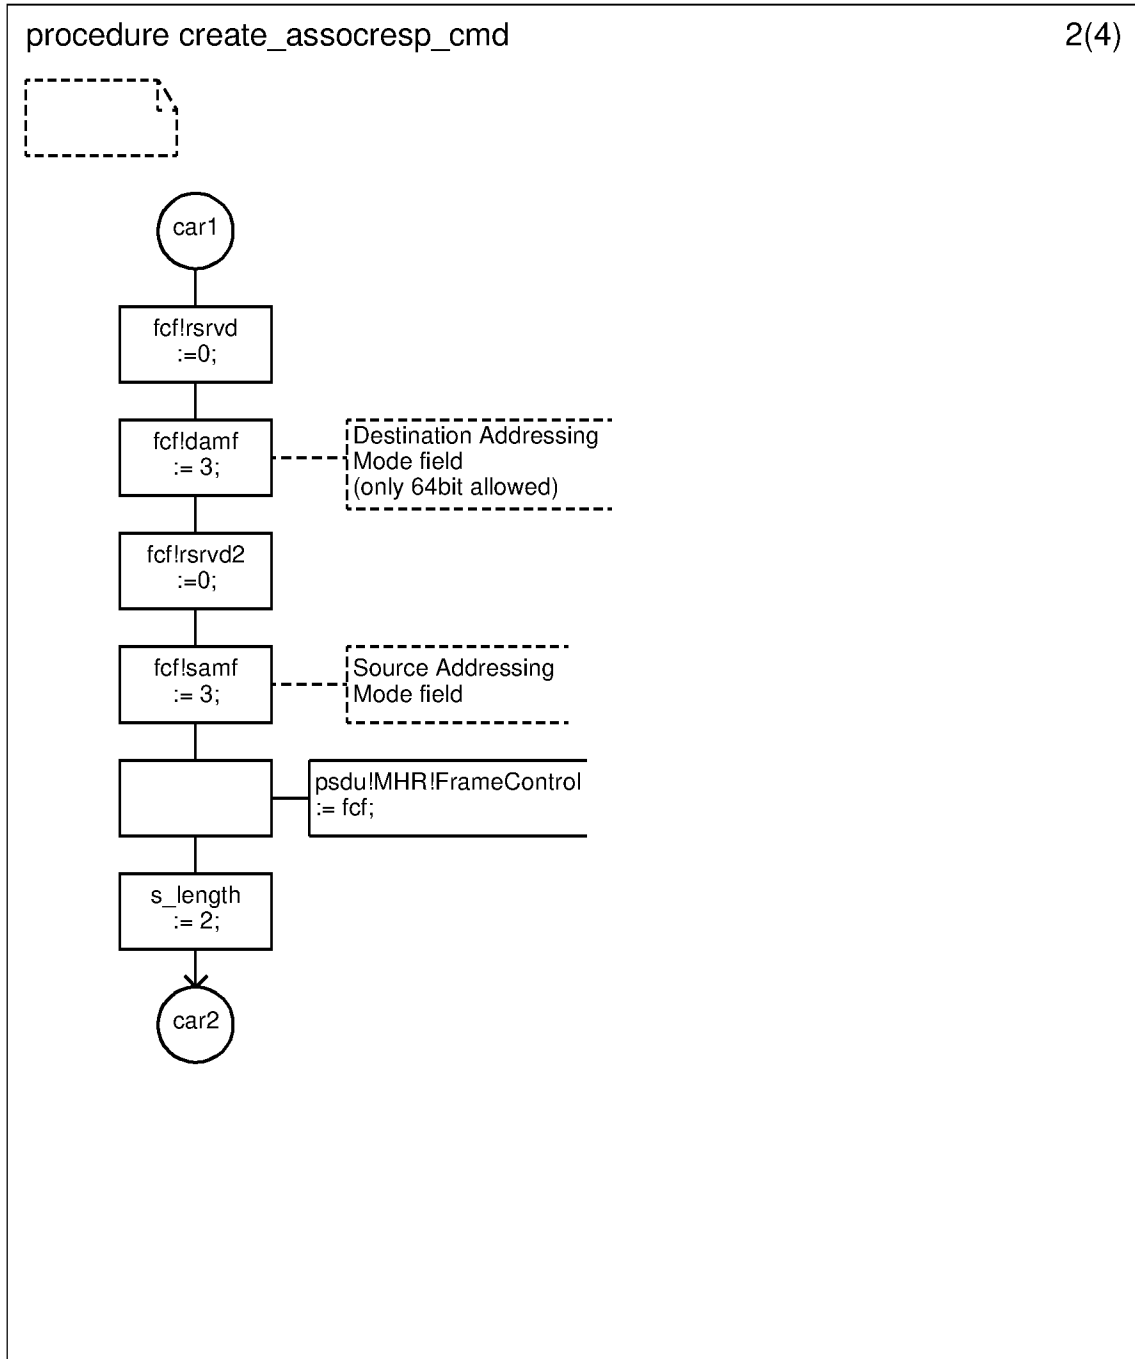 procedure create_assocresp_cmd
2(4)
car1
fcf!rsrvd
:=0;
fcf!damf
:= 3;
Destination Addressing
Mode field
(only 64bit allowed)
fcf!rsrvd2
:=0;
fcf!samf
:= 3;
Source Addressing
Mode field
psdu!MHR!FrameControl
:= fcf;
s_length
:= 2;
car2